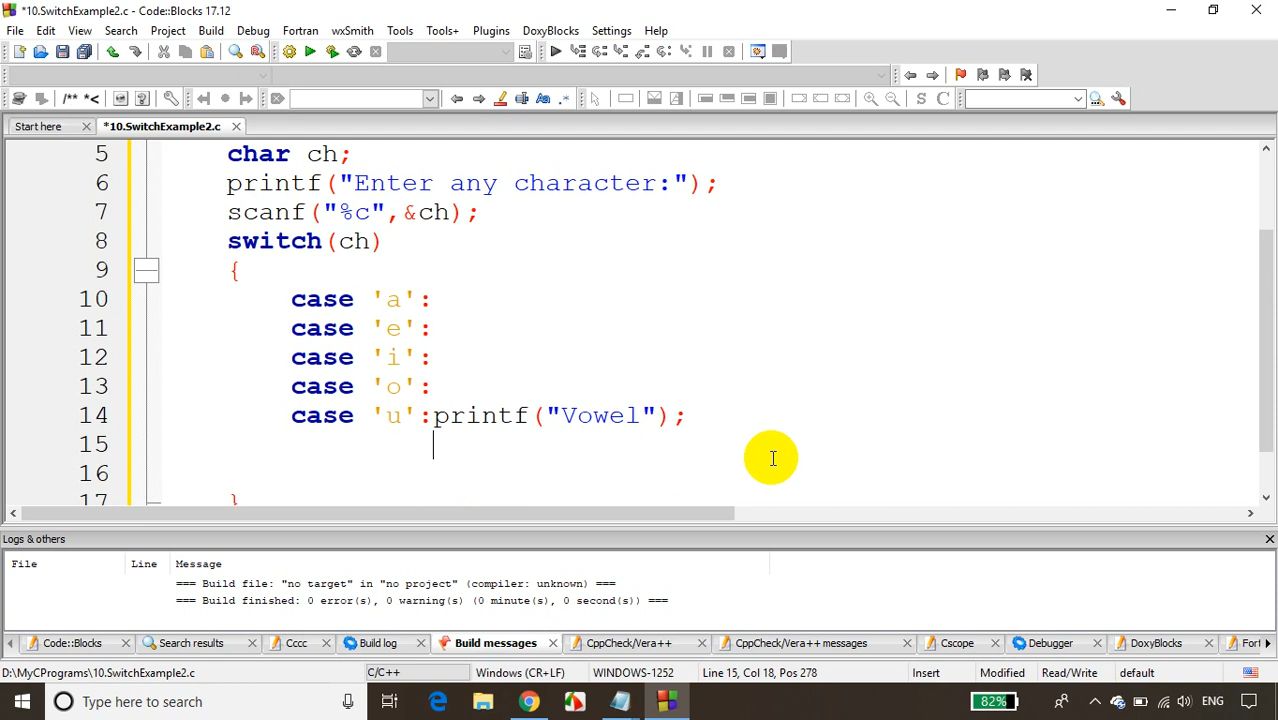 *10.SwitchExample2.c - Code::Blocks 17.12
File Edit View Search Project Build Debug Fortran wxSmith Tools Tools+ Plugins DoxyBlocks Settings Help
/** *< S C
Start here *10.SwitchExample2.c
5 char ch;
6 printf("Enter any character:");
7 scanf("%c",&ch);
8 switch(ch)
9 {
10 case 'a':
11 case 'e':
12 case 'i':
13 case 'o':
14 case 'u':printf("Vowel");
15
16
17 }
Logs & others
File Line Message
=== Build file: "no target" in "no project" (compiler: unknown) ===
=== Build finished: 0 error(s), 0 warning(s) (0 minute(s), 0 second(s)) ===
Code::Blocks Search results Cccc Build log Build messages CppCheck/Vera++ CppCheck/Vera++ messages Cscope Debugger DoxyBlocks Fort
D:\MyCPrograms\10.SwitchExample2.c C/C++ Windows (CR+LF) WINDOWS-1252 Line 15, Col 18, Pos 278 Insert Modified Read/Write default
Type here to search 82% ENG